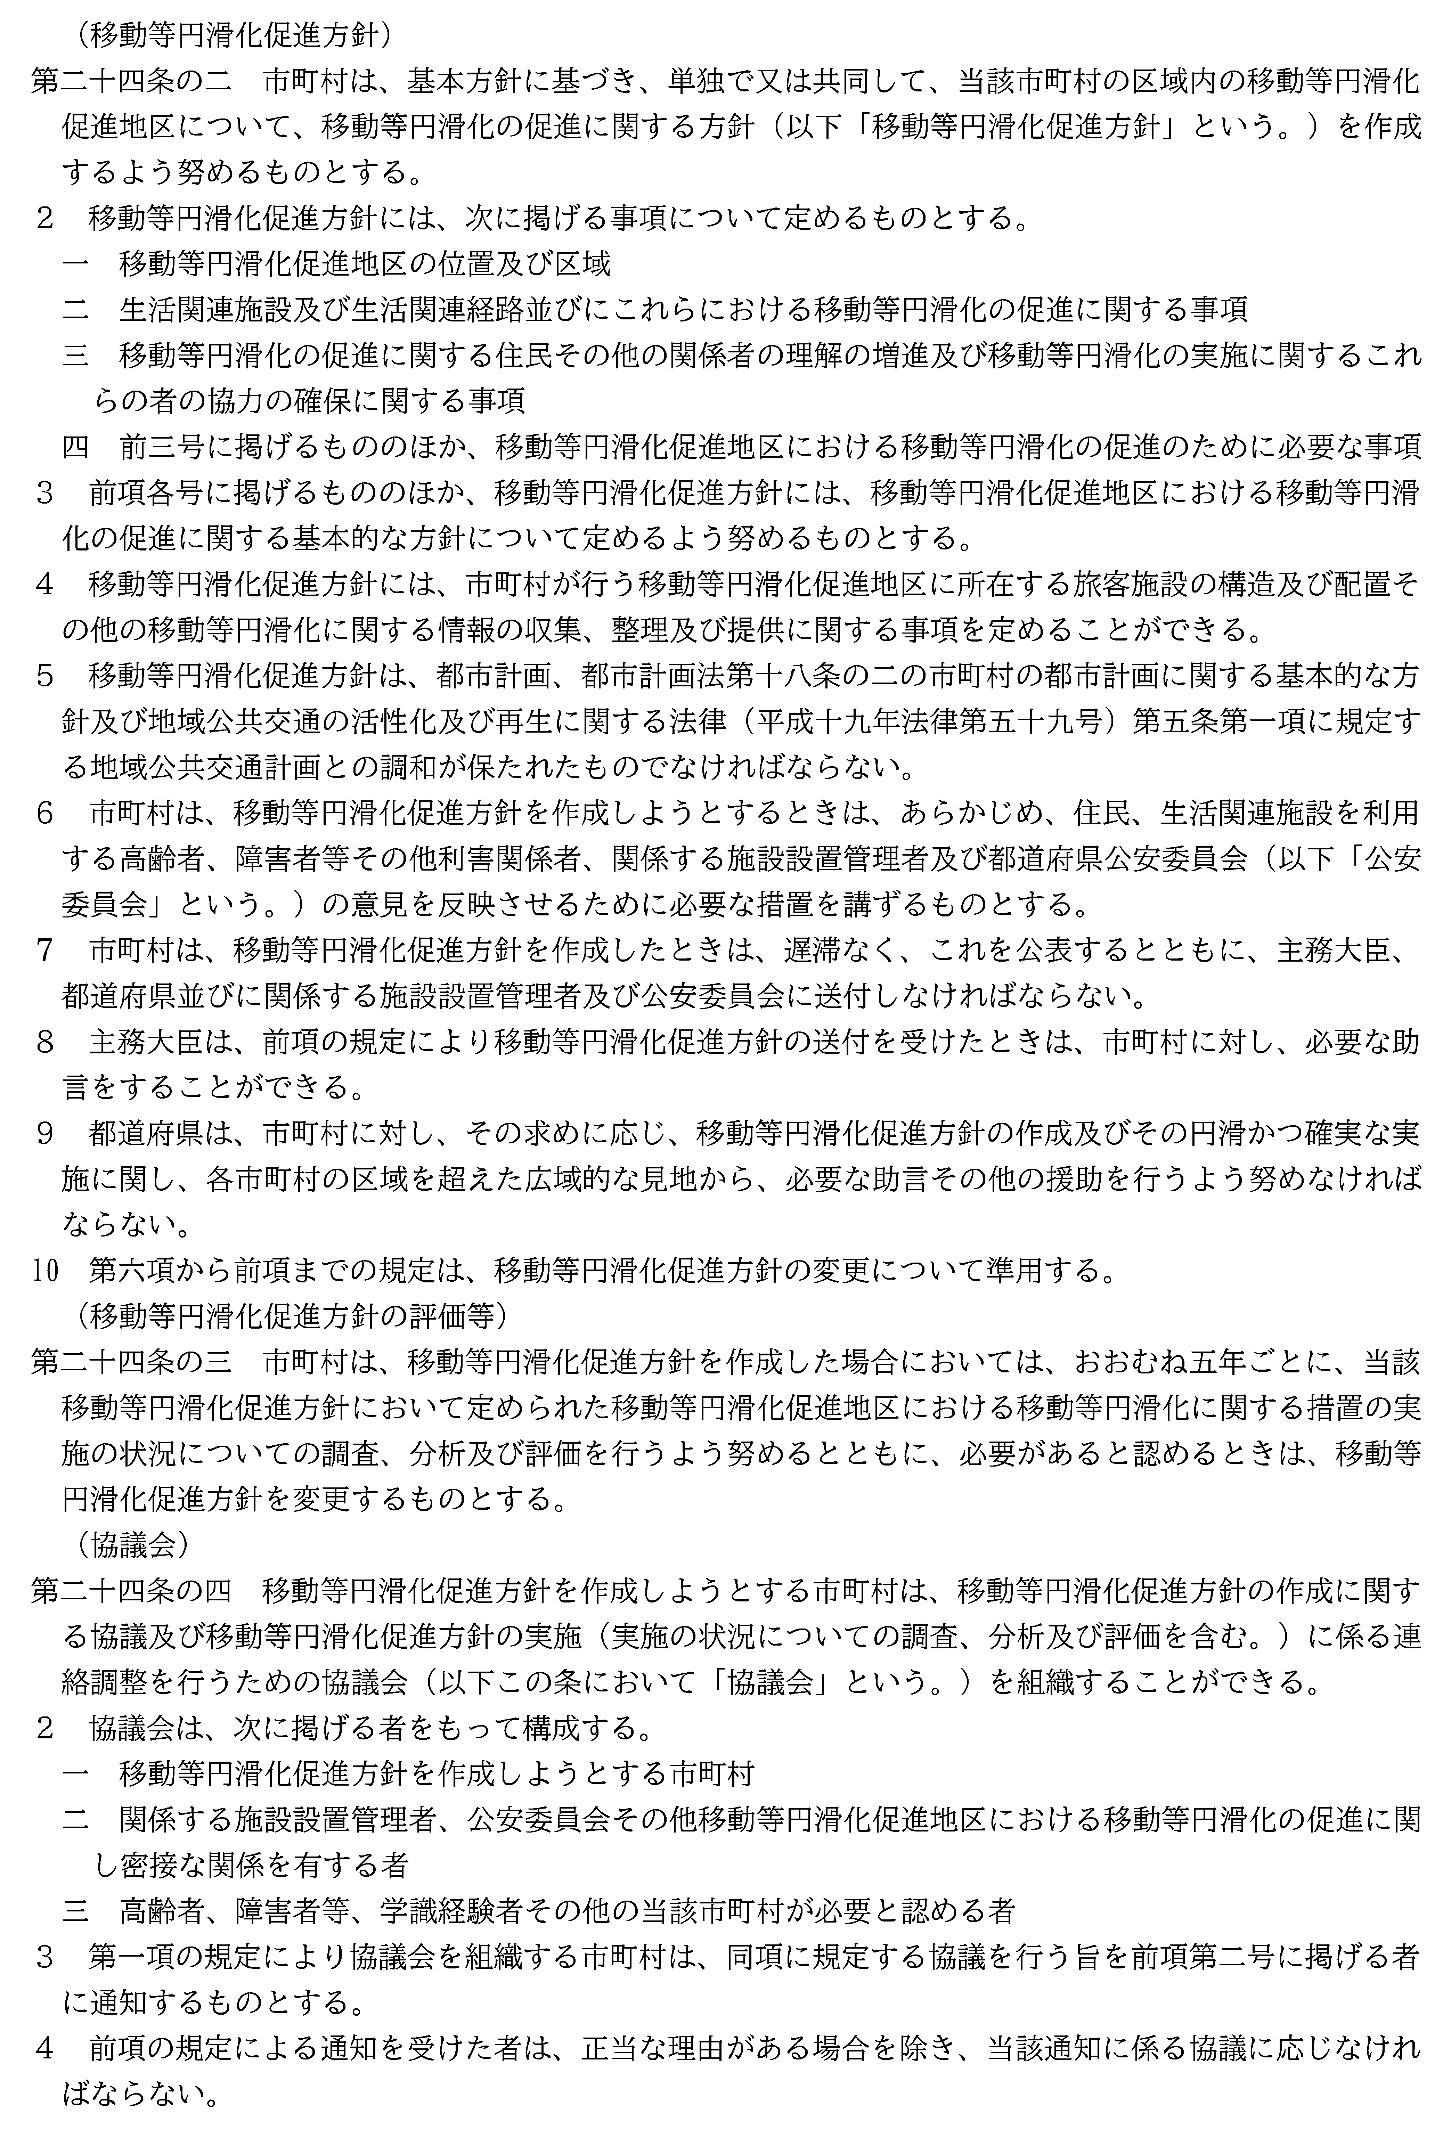 （移動等円滑化促進方針）
第二十四条の二　市町村は、基本方針に基づき、単独で又は共同して、当該市町村の区域内の移動等円滑化
促進地区について、移動等円滑化の促進に関する方針（以下「移動等円滑化促進方針」という。）を作成
するよう努めるものとする。
２　移動等円滑化促進方針には、次に掲げる事項について定めるものとする。
一　移動等円滑化促進地区の位置及び区域
二　生活関連施設及び生活関連経路並びにこれらにおける移動等円滑化の促進に関する事項
三　移動等円滑化の促進に関する住民その他の関係者の理解の増進及び移動等円滑化の実施に関するこれ
らの者の協力の確保に関する事項
四　前三号に掲げるもののほか、移動等円滑化促進地区における移動等円滑化の促進のために必要な事項
３　前項各号に掲げるもののほか、移動等円滑化促進方針には、移動等円滑化促進地区における移動等円滑
化の促進に関する基本的な方針について定めるよう努めるものとする。
４　移動等円滑化促進方針には、市町村が行う移動等円滑化促進地区に所在する旅客施設の構造及び配置そ
の他の移動等円滑化に関する情報の収集、整理及び提供に関する事項を定めることができる。
５　移動等円滑化促進方針は、都市計画、都市計画法第十八条の二の市町村の都市計画に関する基本的な方
針及び地域公共交通の活性化及び再生に関する法律（平成十九年法律第五十九号）第五条第一項に規定す
る地域公共交通計画との調和が保たれたものでなければならない。
６　市町村は、移動等円滑化促進方針を作成しようとするときは、あらかじめ、住民、生活関連施設を利用
する高齢者、障害者等その他利害関係者、関係する施設設置管理者及び都道府県公安委員会（以下「公安
委員会」という。）の意見を反映させるために必要な措置を講ずるものとする。
７　市町村は、移動等円滑化促進方針を作成したときは、遅滞なく、これを公表するとともに、主務大臣、
都道府県並びに関係する施設設置管理者及び公安委員会に送付しなければならない。
８　主務大臣は、前項の規定により移動等円滑化促進方針の送付を受けたときは、市町村に対し、必要な助
言をすることができる。
９　都道府県は、市町村に対し、その求めに応じ、移動等円滑化促進方針の作成及びその円滑かつ確実な実
施に関し、各市町村の区域を超えた広域的な見地から、必要な助言その他の援助を行うよう努めなければ
ならない。
10　第六項から前項までの規定は、移動等円滑化促進方針の変更について準用する。
（移動等円滑化促進方針の評価等）
第二十四条の三　市町村は、移動等円滑化促進方針を作成した場合においては、おおむね五年ごとに、当該
移動等円滑化促進方針において定められた移動等円滑化促進地区における移動等円滑化に関する措置の実
施の状況についての調査、分析及び評価を行うよう努めるとともに、必要があると認めるときは、移動等
円滑化促進方針を変更するものとする。
（協議会）
第二十四条の四　移動等円滑化促進方針を作成しようとする市町村は、移動等円滑化促進方針の作成に関す
る協議及び移動等円滑化促進方針の実施（実施の状況についての調査、分析及び評価を含む。）に係る連
絡調整を行うための協議会（以下この条において「協議会」という。）を組織することができる。
２　協議会は、次に掲げる者をもって構成する。
一　移動等円滑化促進方針を作成しようとする市町村
二　関係する施設設置管理者、公安委員会その他移動等円滑化促進地区における移動等円滑化の促進に関
し密接な関係を有する者
三　高齢者、障害者等、学識経験者その他の当該市町村が必要と認める者
３　第一項の規定により協議会を組織する市町村は、同項に規定する協議を行う旨を前項第二号に掲げる者
に通知するものとする。
４　前項の規定による通知を受けた者は、正当な理由がある場合を除き、当該通知に係る協議に応じなけれ
ばならない。